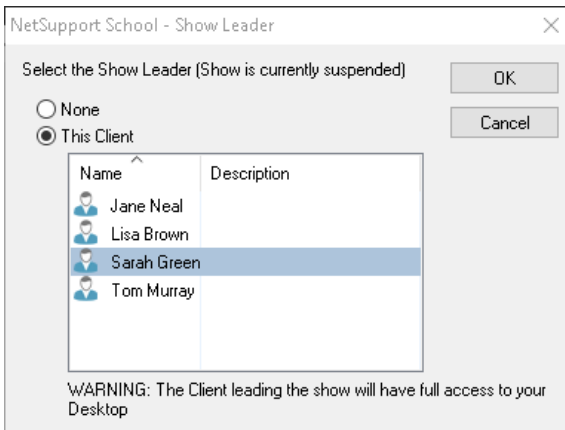 NetSupport School - Show Leader
Select the Show Leader (Show is currently suspended)
OK
None
Cancel
This Client
Name Description
Jane Neal
Lisa Brown
Sarah Green
Tom Murray
WARNING: The Client leading the show will have full access to your
Desktop